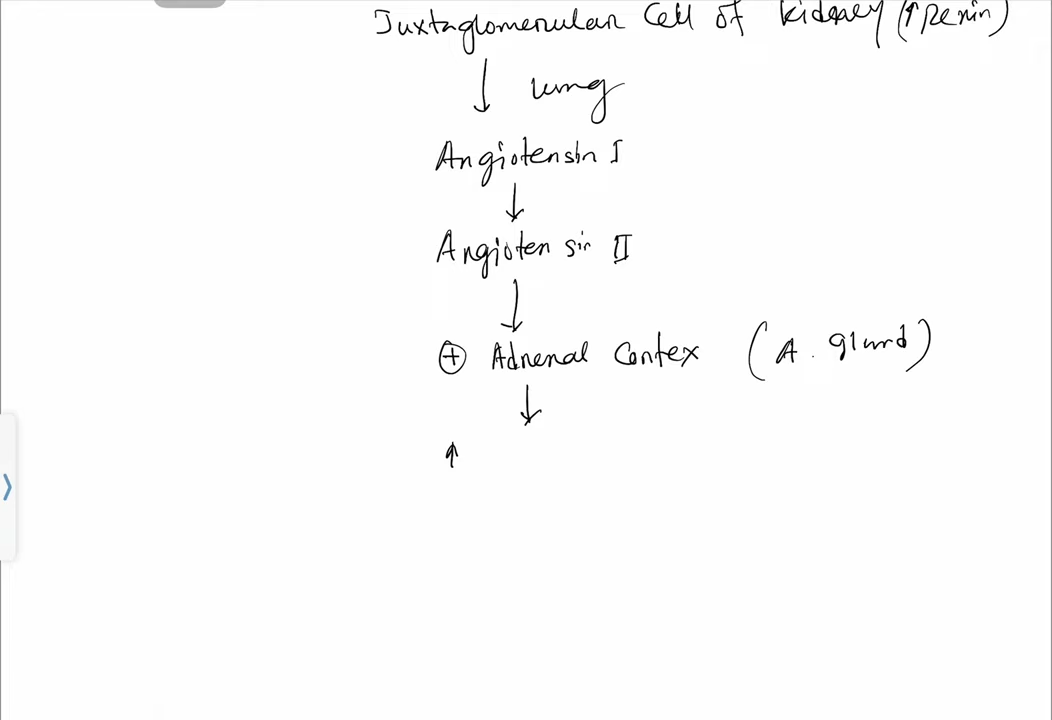 Juxtaglomerular Cell of kidney (↑ Renin)
↓ lung
Angiotensin I
↓
Angiotensin II
↓
⊕ Adrenal Cortex (A. gland)
↓
↑